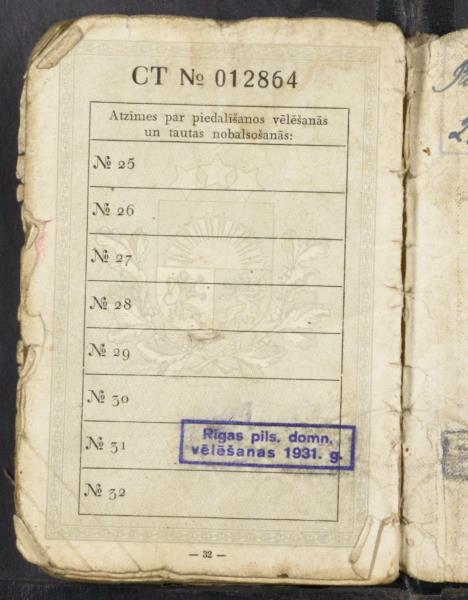 CT № 012864
Atzīmes par piedalīšanos vēlēšanās
un tautas nobalsošanās:
№ 25
№ 26
№ 27
№ 28
№ 29
№ 30
№ 31
Rīgas pils. domn.
vēlēšanas 1931. g.
№ 32
— 32 —